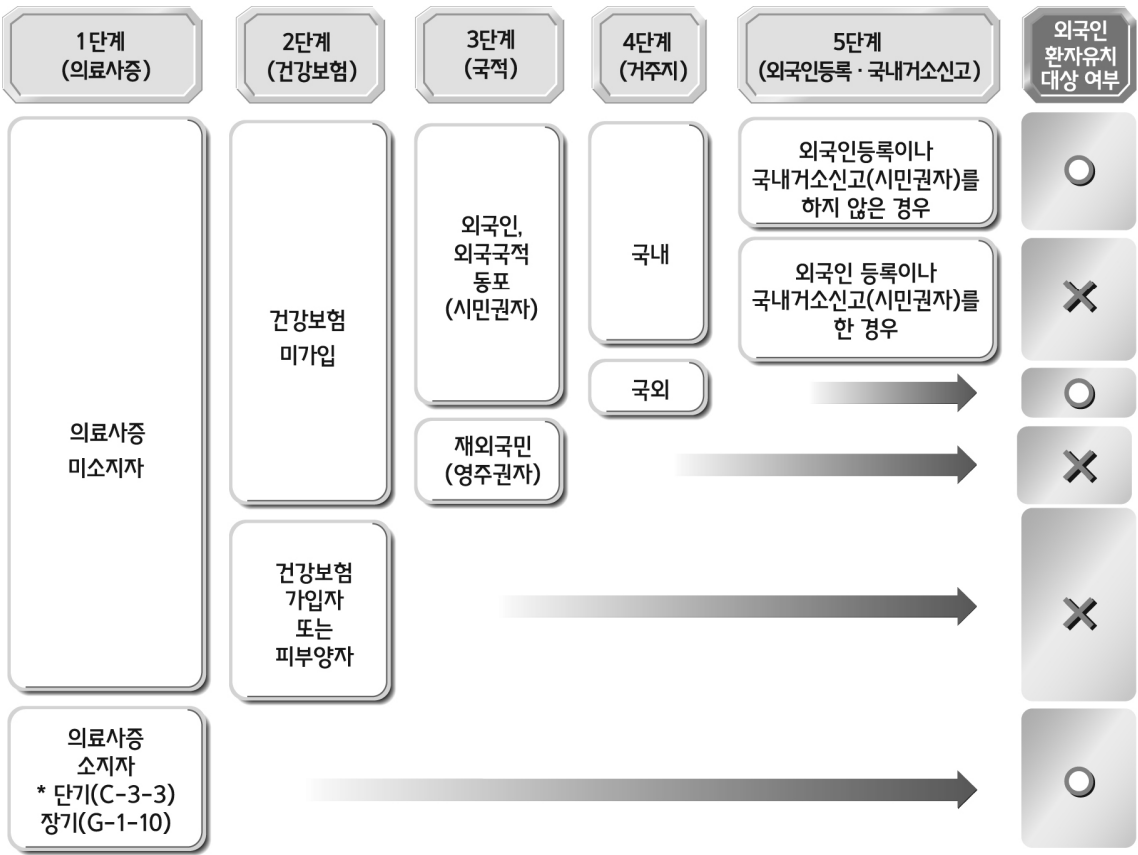 1단계
(의료사증)
2단계
(건강보험)
3단계
(국적)
4단계
(거주지)
5단계
(외국인등록 · 국내거소신고)
외국인
환자유치
대상 여부
의료사증
미소지자
건강보험
미가입
외국인,
외국국적
동포
(시민권자)
국내
외국인등록이나
국내거소신고(시민권자)를
하지 않은 경우
외국인 등록이나
국내거소신고(시민권자)를
한 경우
국외
재외국민
(영주권자)
건강보험
가입자
또는
피부양자
의료사증
소지자
* 단기(C-3-3)
장기(G-1-10)